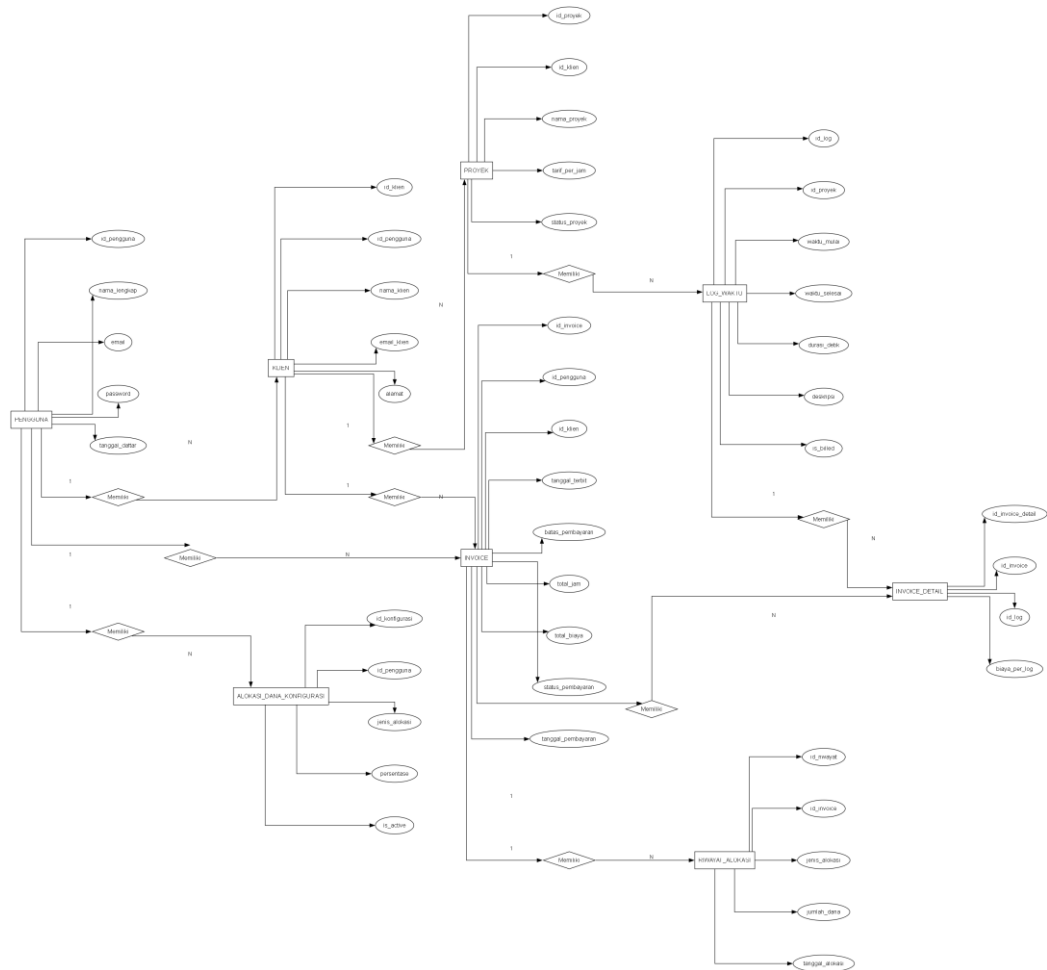 id_proyek
id_klien
nama_proyek
PROYEK
tarif_per_jam
status_proyek
1
Memiliki
N
id_log
id_proyek
waktu_mulai
LOG_WAKTU
waktu_selesai
durasi_detik
deskripsi
is_billed
1
Memiliki
N
id_klien
id_pengguna
nama_klien
email_klien
KLIEN
alamat
N
1
Memiliki
1
Memiliki
N
id_pengguna
nama_lengkap
email
password
PENGGUNA
tanggal_daftar
N
1
Memiliki
1
Memiliki
N
1
Memiliki
N
id_invoice
id_pengguna
id_klien
tanggal_terbit
batas_pembayaran
INVOICE
total_jam
total_biaya
status_pembayaran
tanggal_pembayaran
Memiliki
N
1
id_invoice_detail
id_invoice
INVOICE_DETAIL
id_log
biaya_per_log
id_konfigurasi
id_pengguna
ALOKASI_DANA_KONFIGURASI
jenis_alokasi
persentase
is_active
1
Memiliki
N
id_riwayat
id_invoice
RIWAYAT_ALOKASI
jenis_alokasi
jumlah_dana
tanggal_alokasi